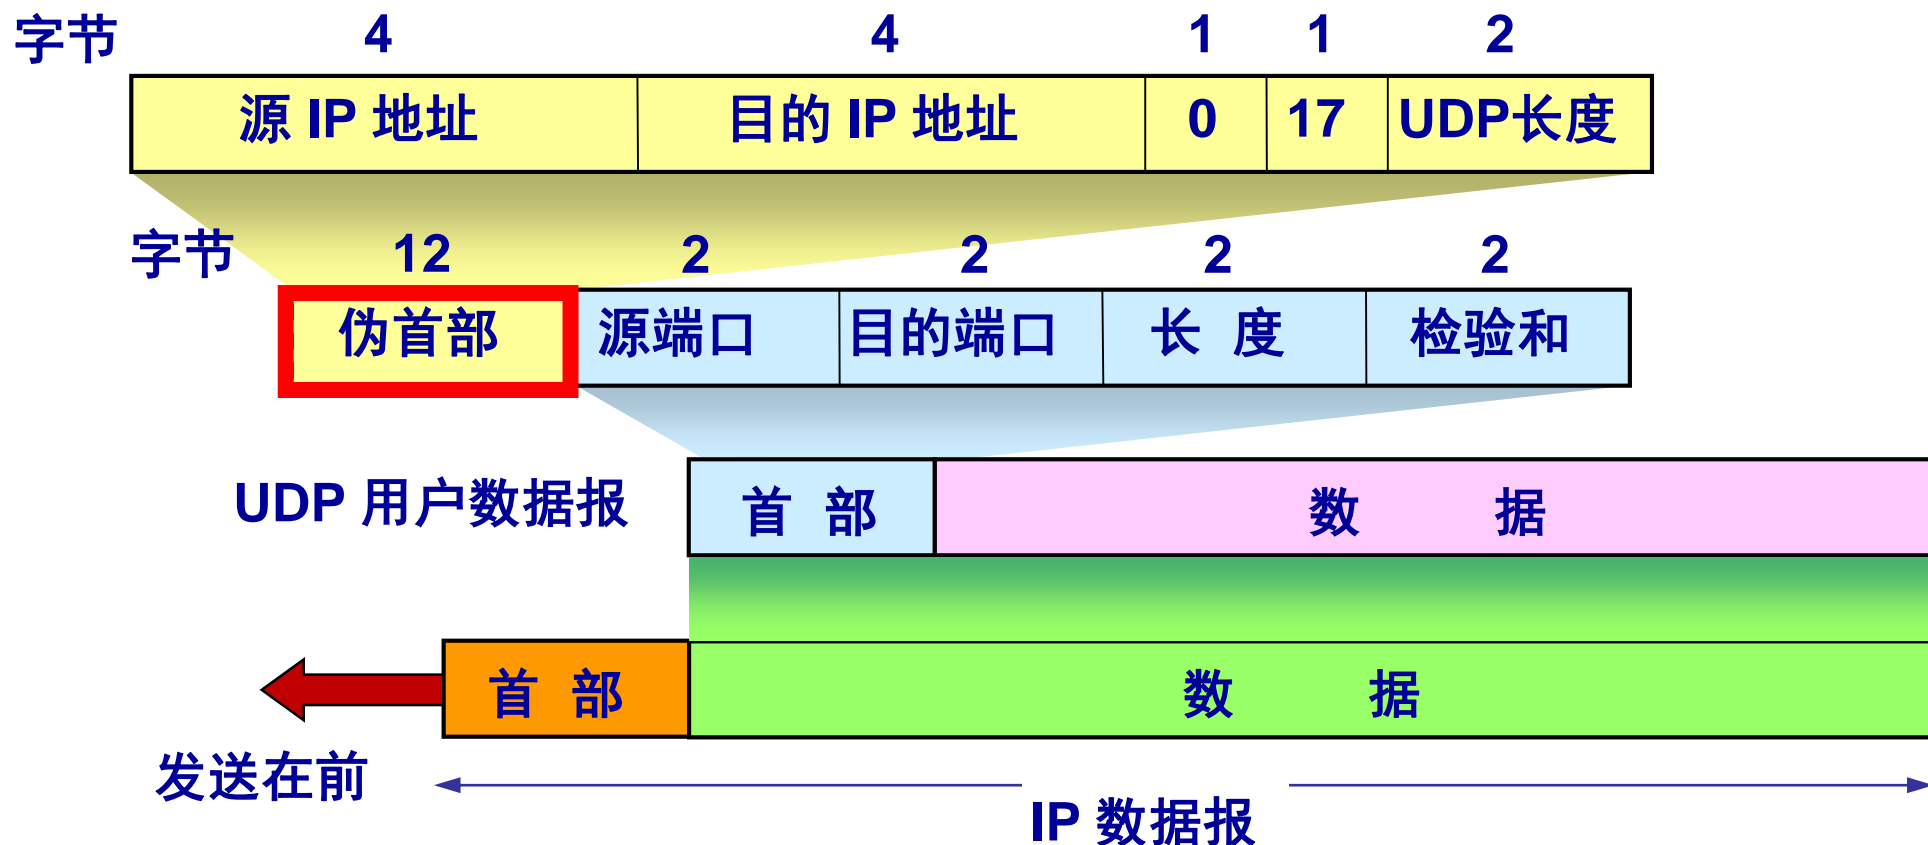 字节 4 4 1 1 2
源 IP 地址 目的 IP 地址 0 17 UDP长度
字节 12 2 2 2 2
伪首部 源端口 目的端口 长 度 检验和
UDP 用户数据报 首 部 数 据
首 部 数 据
发送在前
IP 数据报